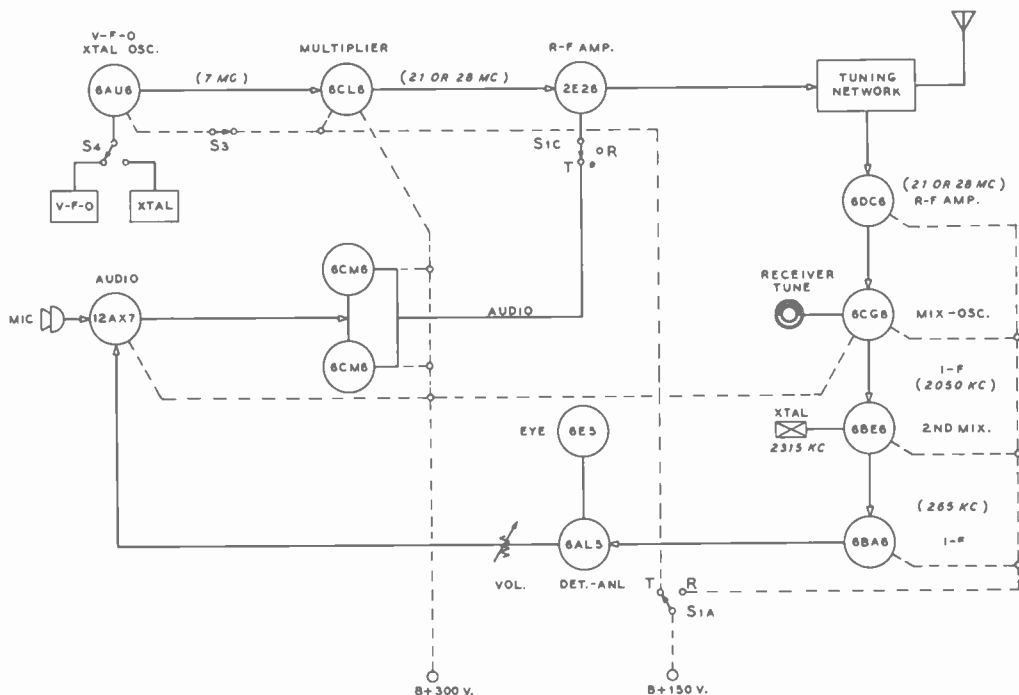 V-F-O
XTAL OSC.
MULTIPLIER
R-F AMP.
6AU6
(7 MC)
6CL6
(21 OR 28 MC)
2E26
TUNING
NETWORK
S4
S3
S1C
R
T
V-F-O
XTAL
6DC6
(21 OR 28 MC)
R-F AMP.
AUDIO
MIC
12AX7
6CM6
6CM6
AUDIO
RECEIVER
TUNE
6CG8
MIX-OSC.
I-F
(2050 KC)
XTAL
2315 KC
6BE6
2ND MIX.
EYE
6E5
(265 KC)
6BA6
I-F
6AL5
VOL.
DET.-ANL
T
R
S1A
B+300 V.
B+150 V.